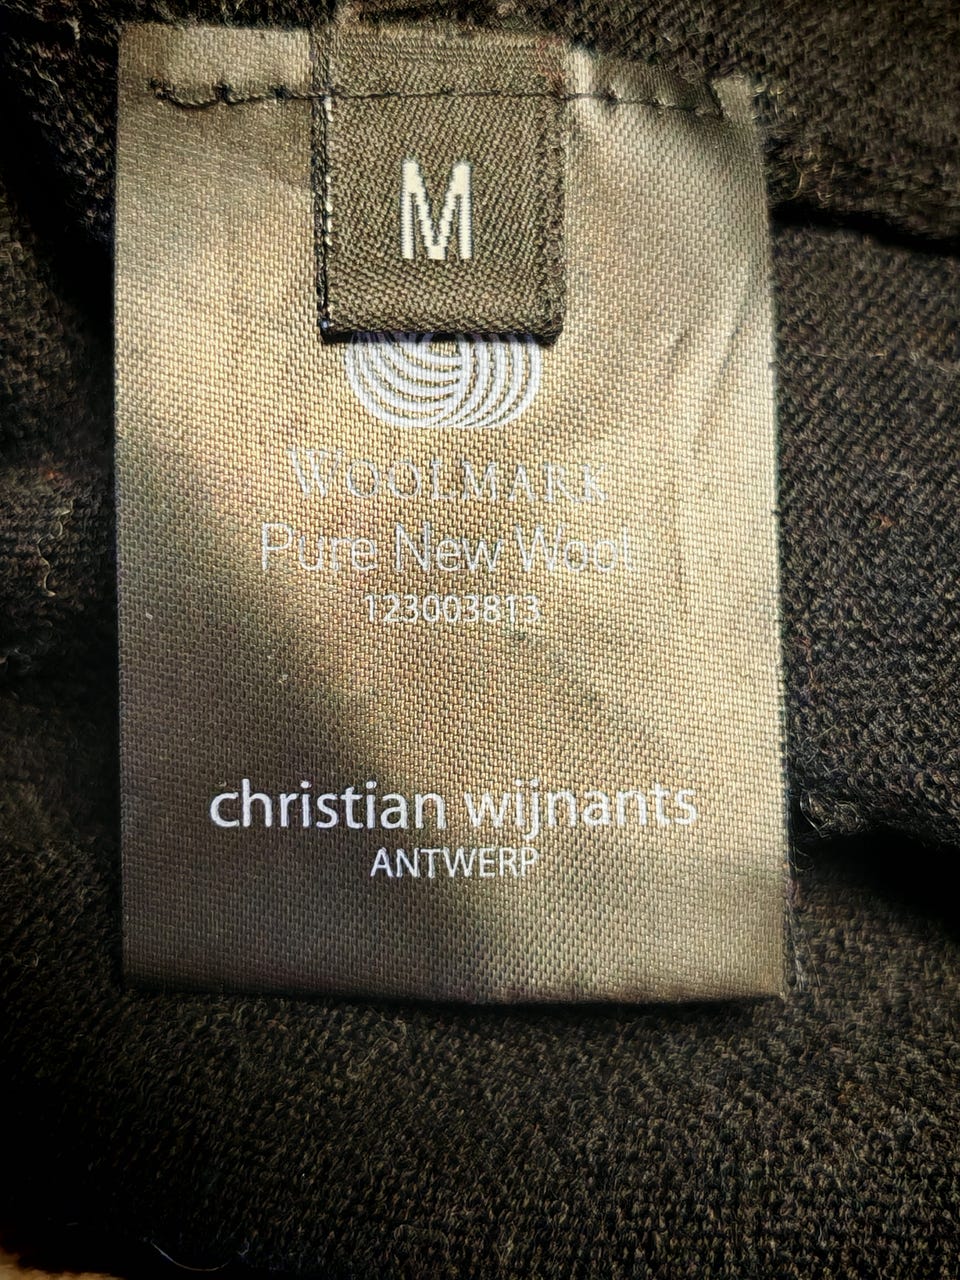 M
WOOLMARK
Pure New Wool
123003813
christian wijnants
ANTWERP